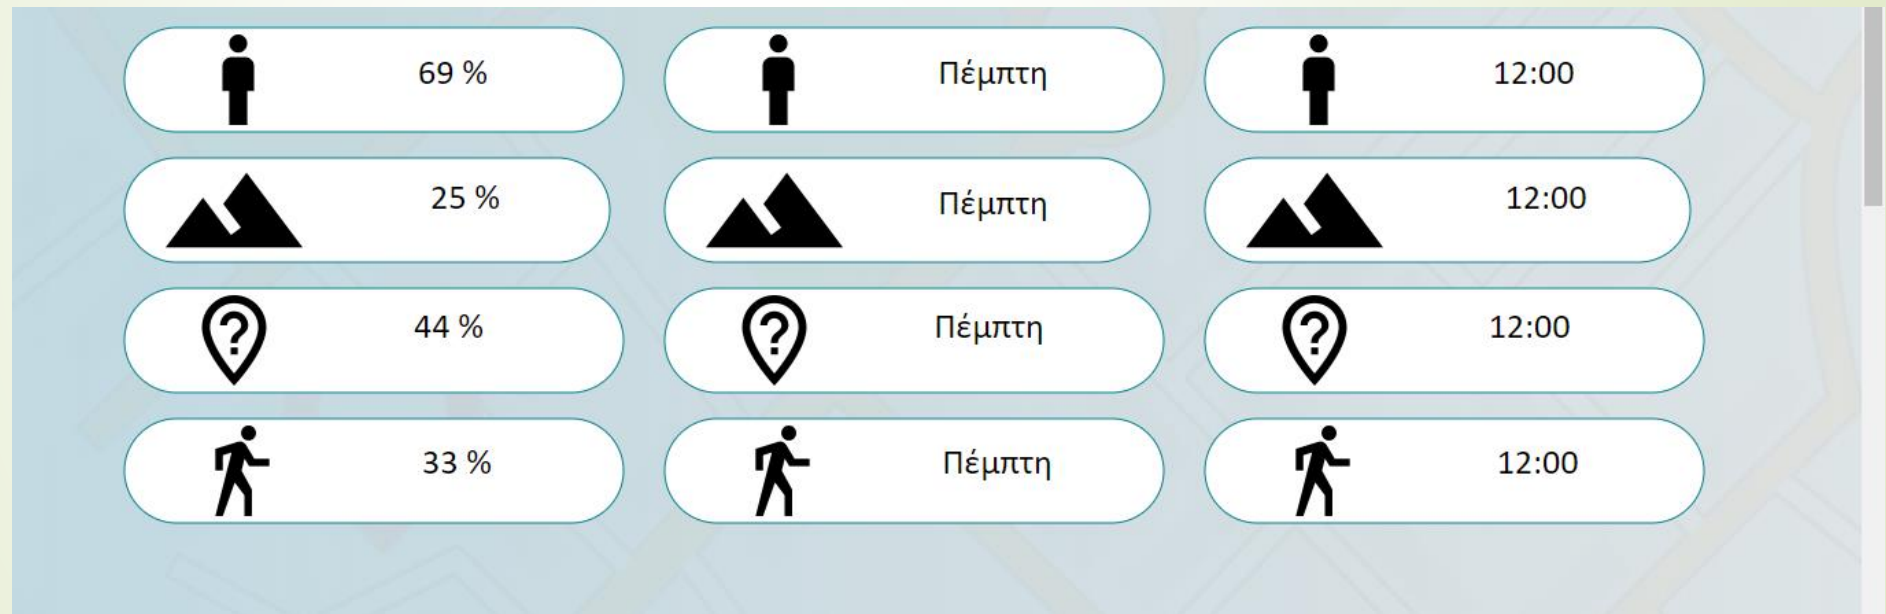 69 % Πέμπτη 12:00
25 % Πέμπτη 12:00
? 44 % ? Πέμπτη ? 12:00
33 % Πέμπτη 12:00